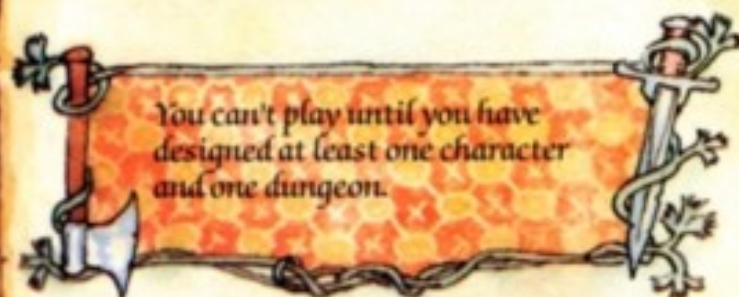 You can't play until you have
designed at least one character
and one dungeon.